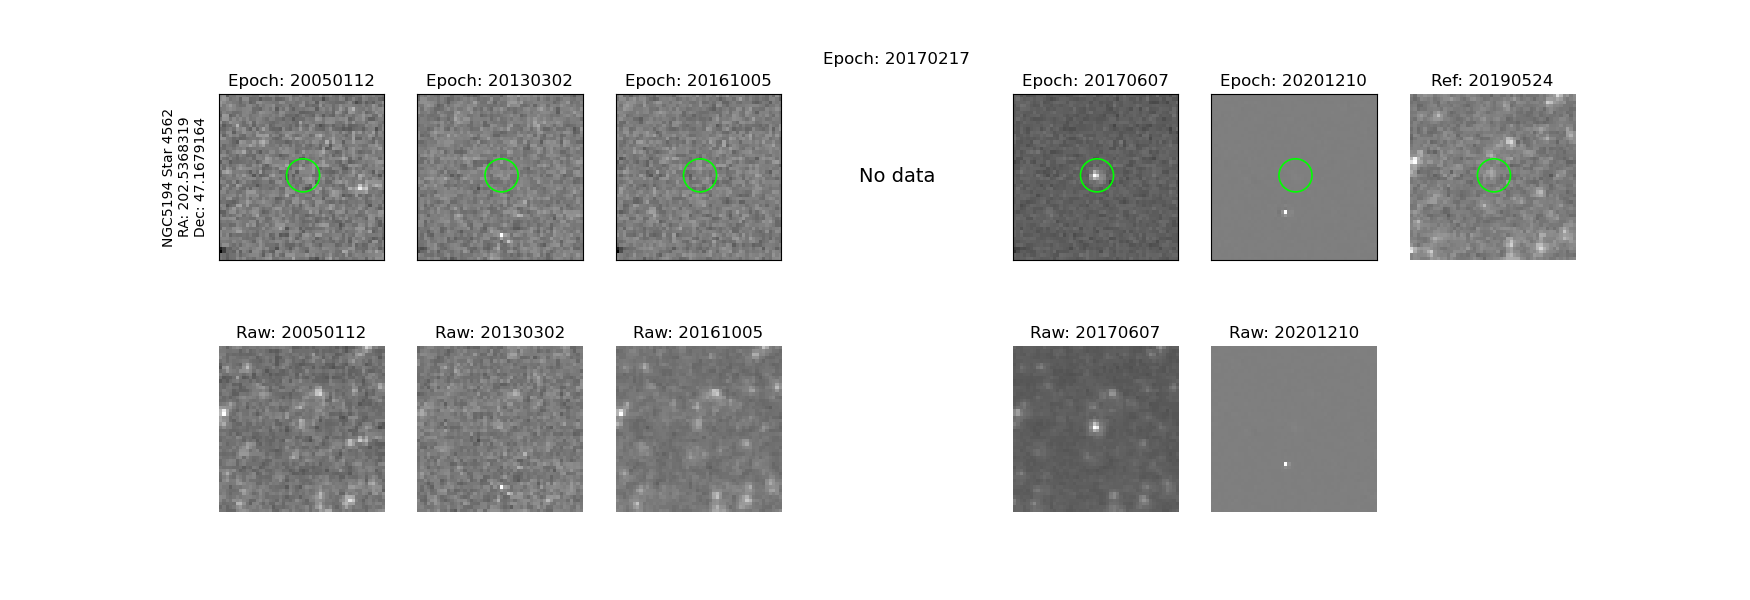 Epoch: 20170217
Epoch: 20050112
Epoch: 20130302
Epoch: 20161005
Epoch: 20170607
Epoch: 20201210
Ref: 20190524
NGC5194 Star 4562
RA: 202.5368319
Dec: 47.1679164
No data
Raw: 20050112
Raw: 20130302
Raw: 20161005
Raw: 20170607
Raw: 20201210